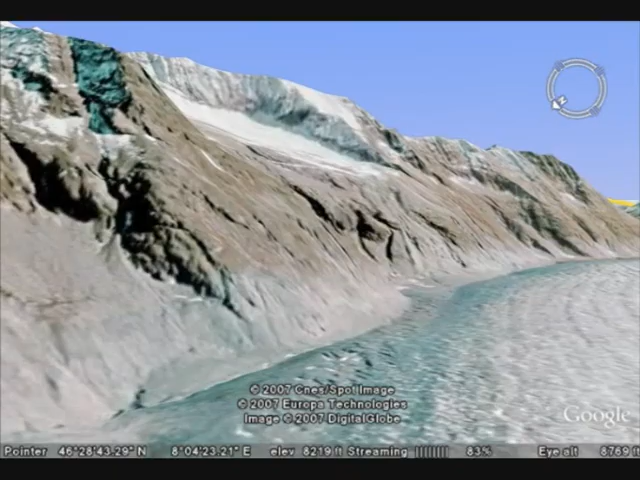 © 2007 Cnes/Spot Image
© 2007 Europa Technologies
Image © 2007 DigitalGlobe
Google
Pointer 46°28'43.29" N 8°04'23.21" E elev 8219 ft Streaming |||||||| 83% Eye alt 8769 ft